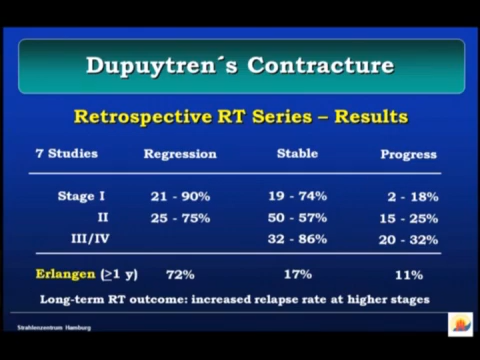 Dupuytren´s Contracture
Retrospective RT Series – Results
7 Studies Regression Stable Progress
Stage I 21 - 90% 19 - 74% 2 - 18%
II 25 - 75% 50 - 57% 15 - 25%
III/IV 32 - 86% 20 - 32%
Erlangen (≥1 y) 72% 17% 11%
Long-term RT outcome: increased relapse rate at higher stages
Strahlenzentrum Hamburg